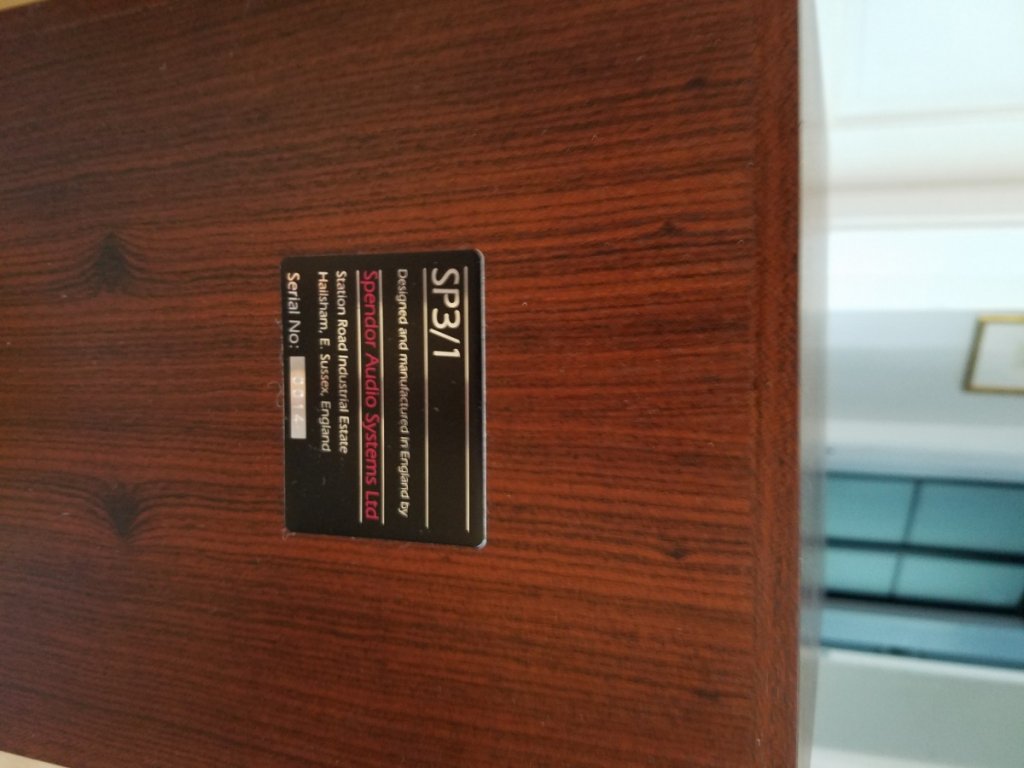 SP3/1
Designed and manufactured in England by
Spendor Audio Systems Ltd
Station Road Industrial Estate
Hailsham, E. Sussex, England
Serial No: 0014